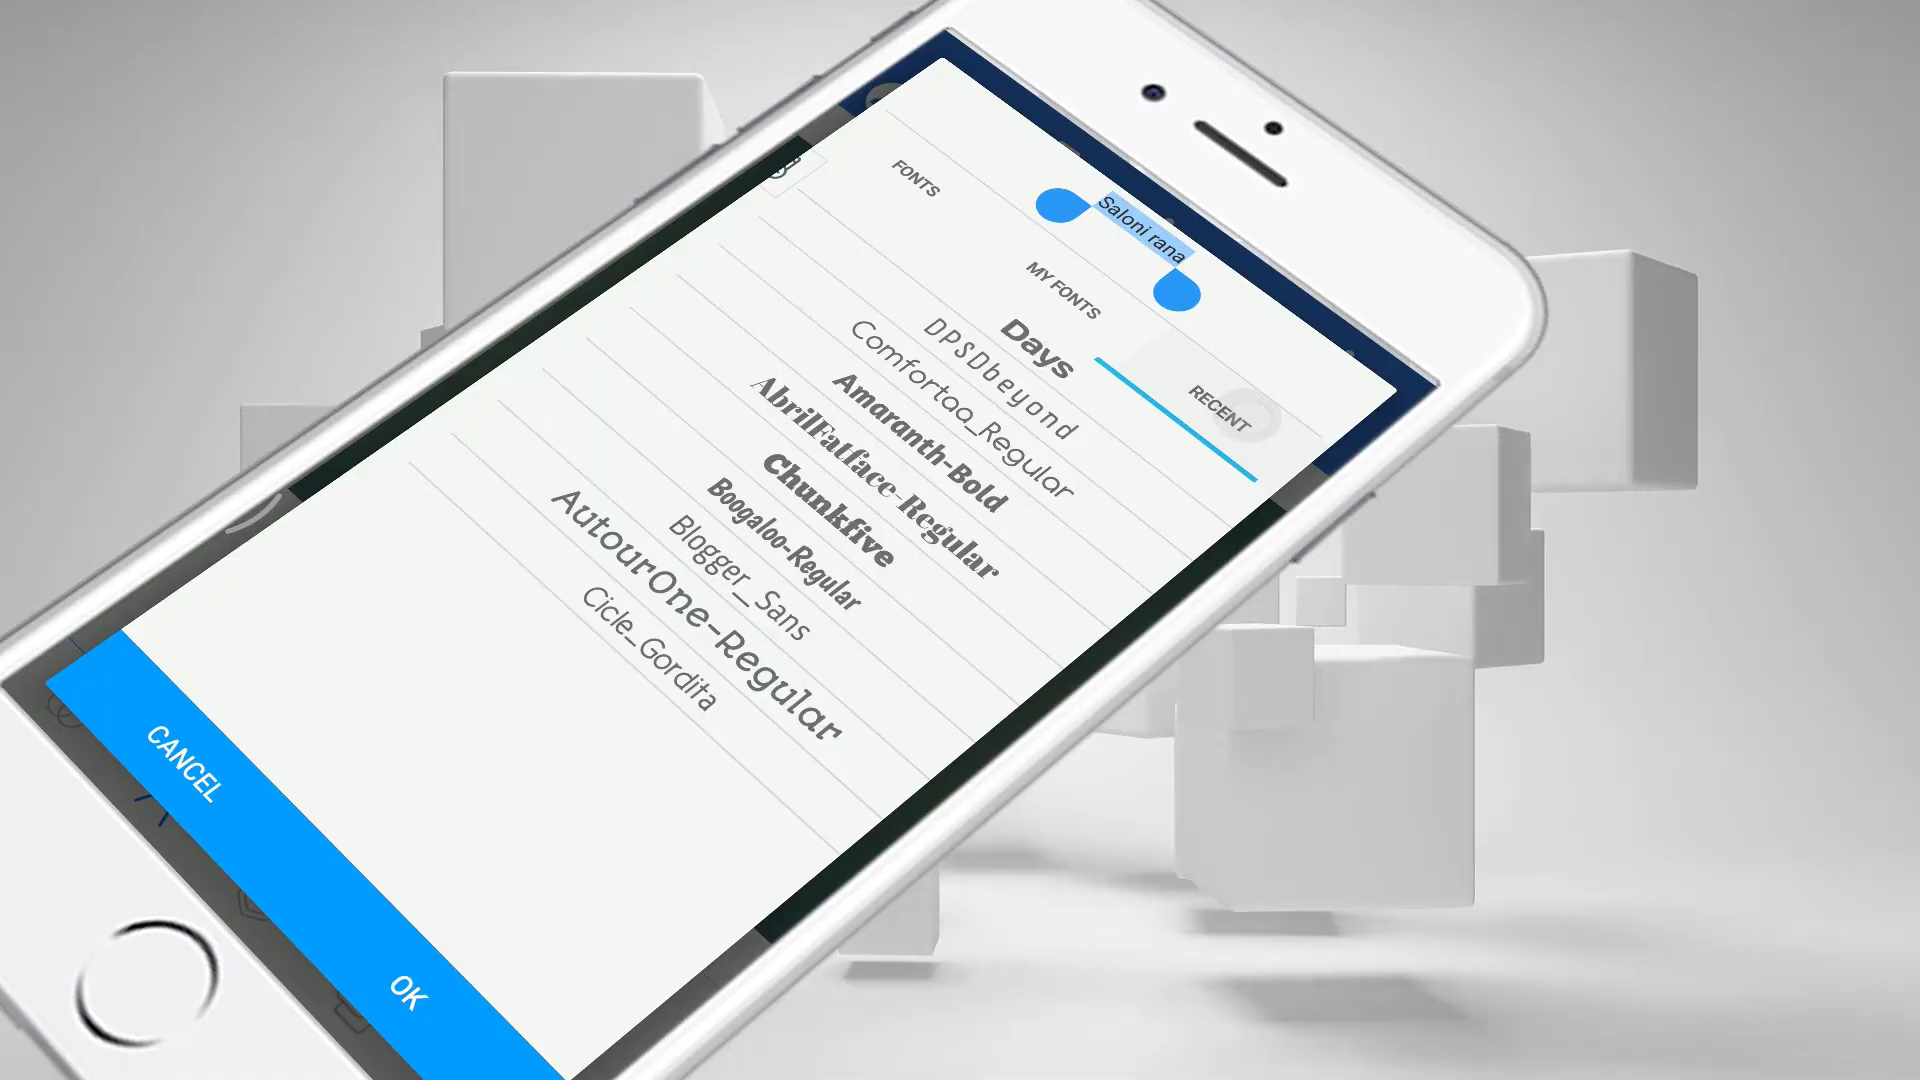 Saloni rana
FONTS
MY FONTS
RECENT
Days
DPSDbeyond
Comfortaa_Regular
Amaranth-Bold
AbrilFatface-Regular
Chunkfive
Boogaloo-Regular
Blogger_Sans
AutourOne-Regular
Cicle_Gordita
CANCEL
OK